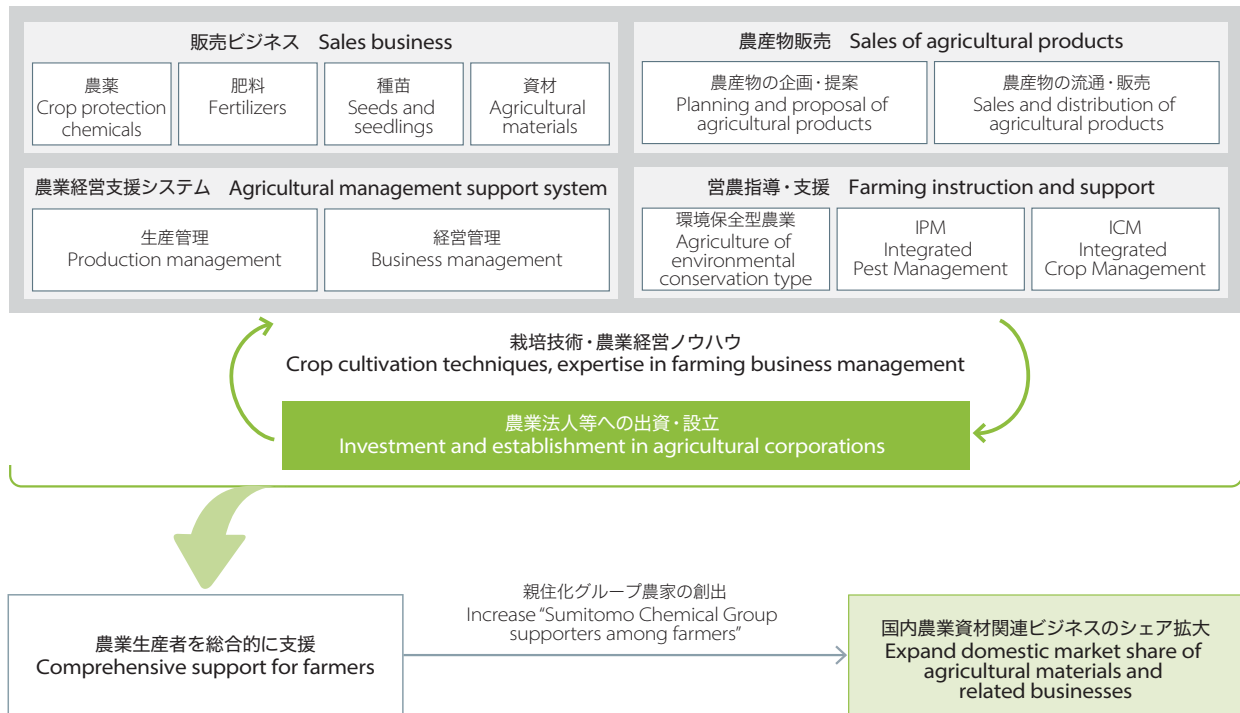 販売ビジネス Sales business
農薬
Crop protection
chemicals
肥料
Fertilizers
種苗
Seeds and
seedlings
資材
Agricultural
materials
農産物販売 Sales of agricultural products
農産物の企画・提案
Planning and proposal of
agricultural products
農産物の流通・販売
Sales and distribution of
agricultural products
農業経営支援システム Agricultural management support system
生産管理
Production management
経営管理
Business management
営農指導・支援 Farming instruction and support
環境保全型農業
Agriculture of
environmental
conservation type
IPM
Integrated
Pest Management
ICM
Integrated
Crop Management
栽培技術・農業経営ノウハウ
Crop cultivation techniques, expertise in farming business management
農業法人等への出資・設立
Investment and establishment in agricultural corporations
農業生産者を総合的に支援
Comprehensive support for farmers
親住化グループ農家の創出
Increase “Sumitomo Chemical Group
supporters among farmers”
国内農業資材関連ビジネスのシェア拡大
Expand domestic market share of
agricultural materials and
related businesses